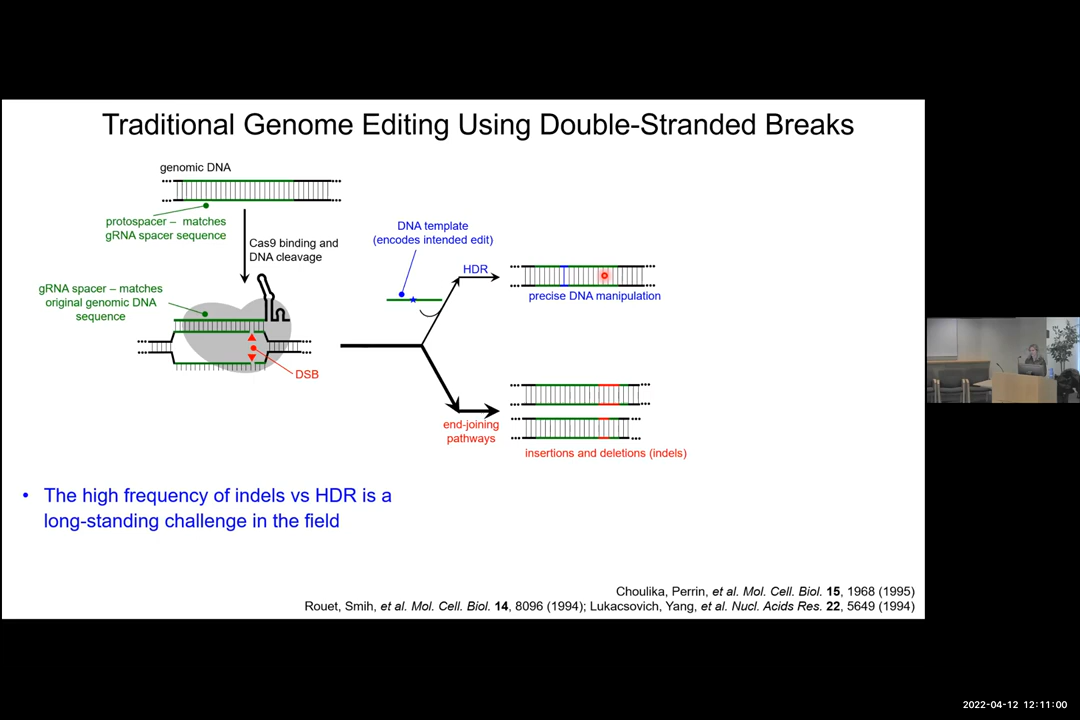 Traditional Genome Editing Using Double-Stranded Breaks
genomic DNA
protospacer – matches
gRNA spacer sequence
Cas9 binding and
DNA cleavage
gRNA spacer – matches
original genomic DNA
sequence
DSB
DNA template
(encodes intended edit)
HDR
precise DNA manipulation
end-joining
pathways
insertions and deletions (indels)
• The high frequency of indels vs HDR is a
long-standing challenge in the field
Choulika, Perrin, et al. Mol. Cell. Biol. 15, 1968 (1995)
Rouet, Smih, et al. Mol. Cell. Biol. 14, 8096 (1994); Lukacsovich, Yang, et al. Nucl. Acids Res. 22, 5649 (1994)
2022-04-12 12:11:00